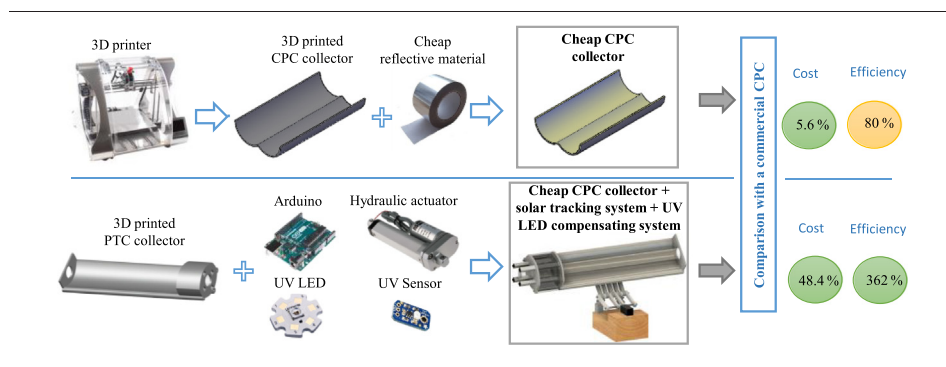 3D printer
3D printed
CPC collector
Cheap
reflective material
Cheap CPC
collector
3D printed
PTC collector
Arduino
Hydraulic actuator
UV LED
UV Sensor
Cheap CPC collector +
solar tracking system + UV
LED compensating system
Comparison with a commercial CPC
Cost
Efficiency
5.6 %
80 %
Cost
Efficiency
48.4 %
362 %